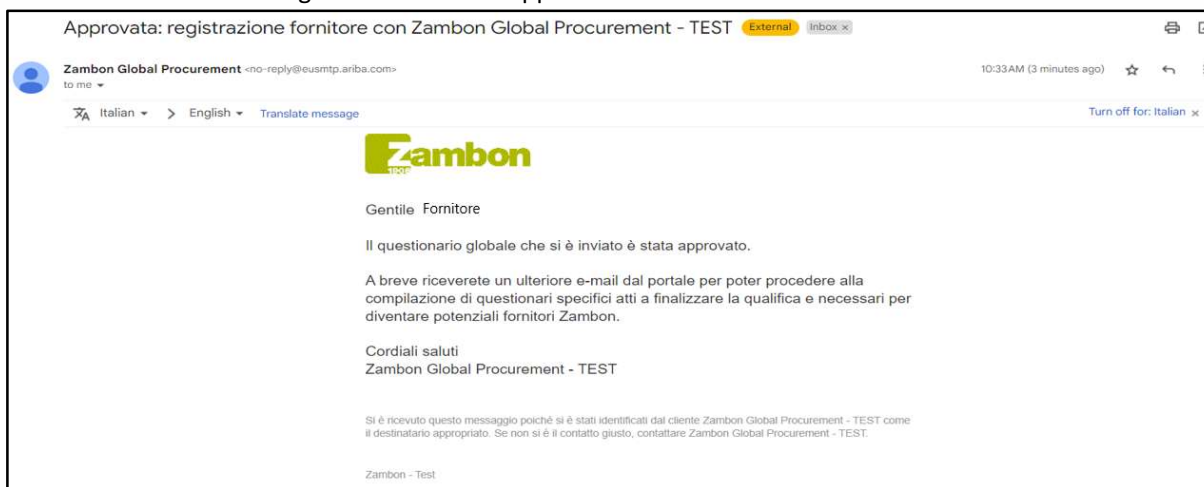 Approvata: registrazione fornitore con Zambon Global Procurement - TEST External Inbox ×
Zambon Global Procurement <no-reply@eusmtp.ariba.com> 10:33 AM (3 minutes ago)
to me
Italian > English Translate message Turn off for: Italian ×
Zambon
1906
Gentile Fornitore
Il questionario globale che si è inviato è stata approvato.
A breve riceverete un ulteriore e-mail dal portale per poter procedere alla
compilazione di questionari specifici atti a finalizzare la qualifica e necessari per
diventare potenziali fornitori Zambon.
Cordiali saluti
Zambon Global Procurement - TEST
Si è ricevuto questo messaggio poiché si è stati identificati dal cliente Zambon Global Procurement - TEST come
il destinatario appropriato. Se non si è il contatto giusto, contattare Zambon Global Procurement - TEST.
Zambon - Test